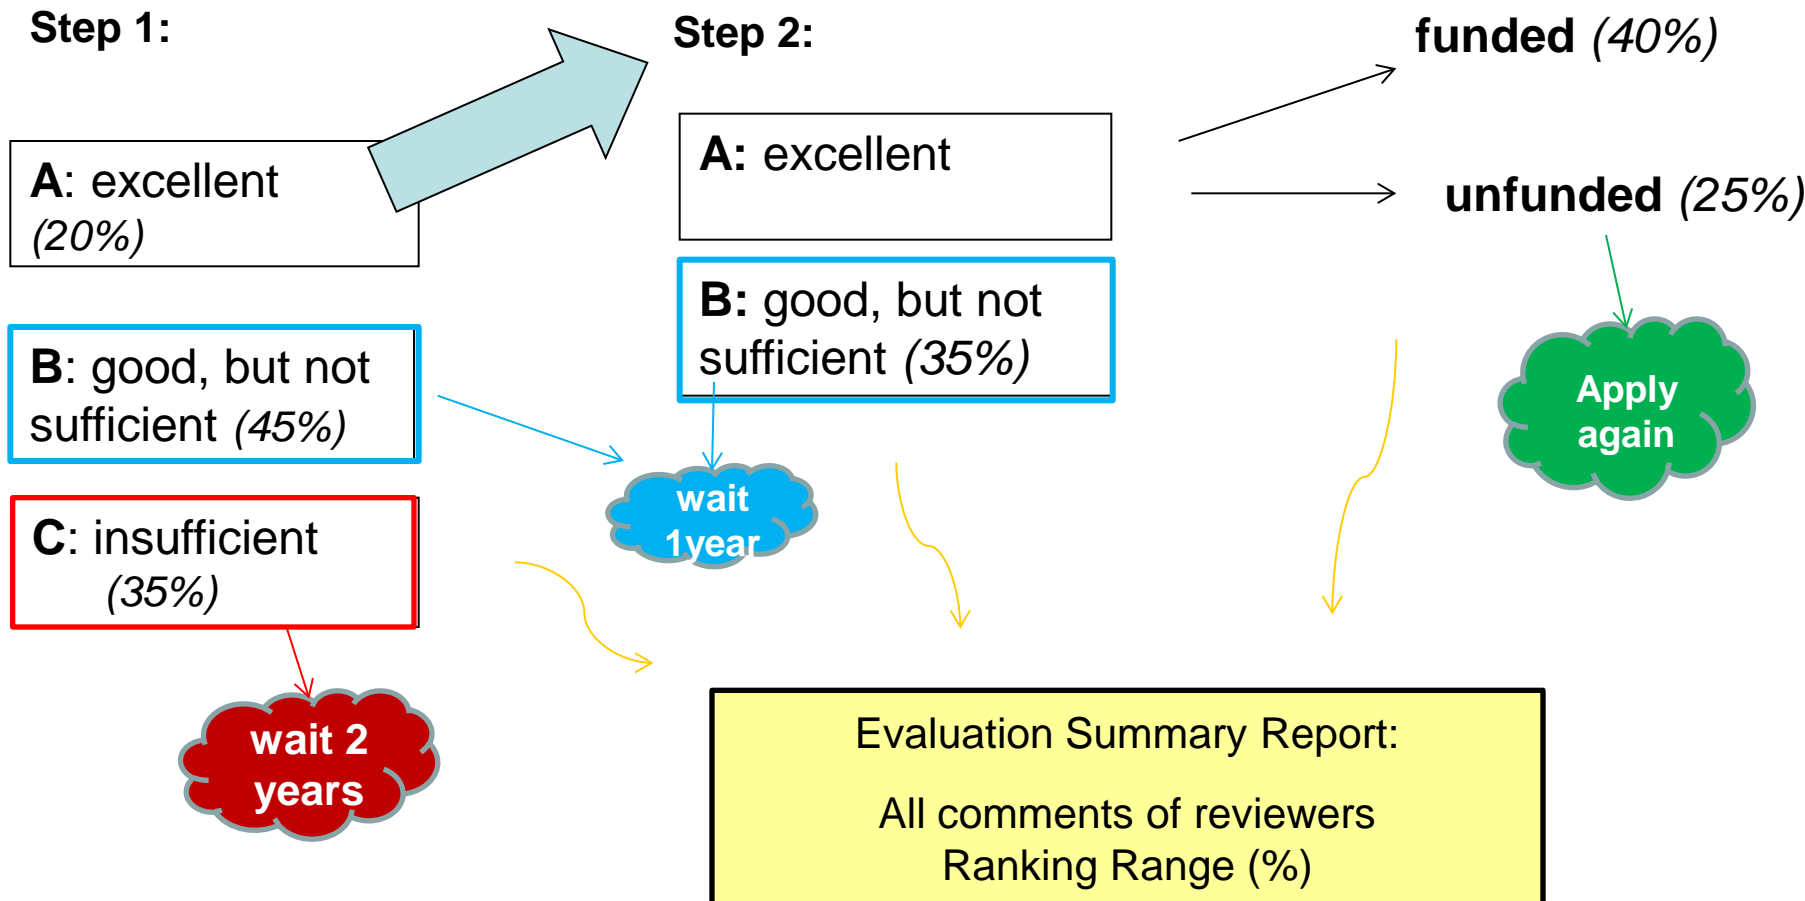 Step 1:
A: excellent
(20%)
B: good, but not
sufficient (45%)
C: insufficient
(35%)
wait 2
years
Step 2:
A: excellent
B: good, but not
sufficient (35%)
wait
1year
funded (40%)
unfunded (25%)
Apply
again
Evaluation Summary Report:
All comments of reviewers
Ranking Range (%)